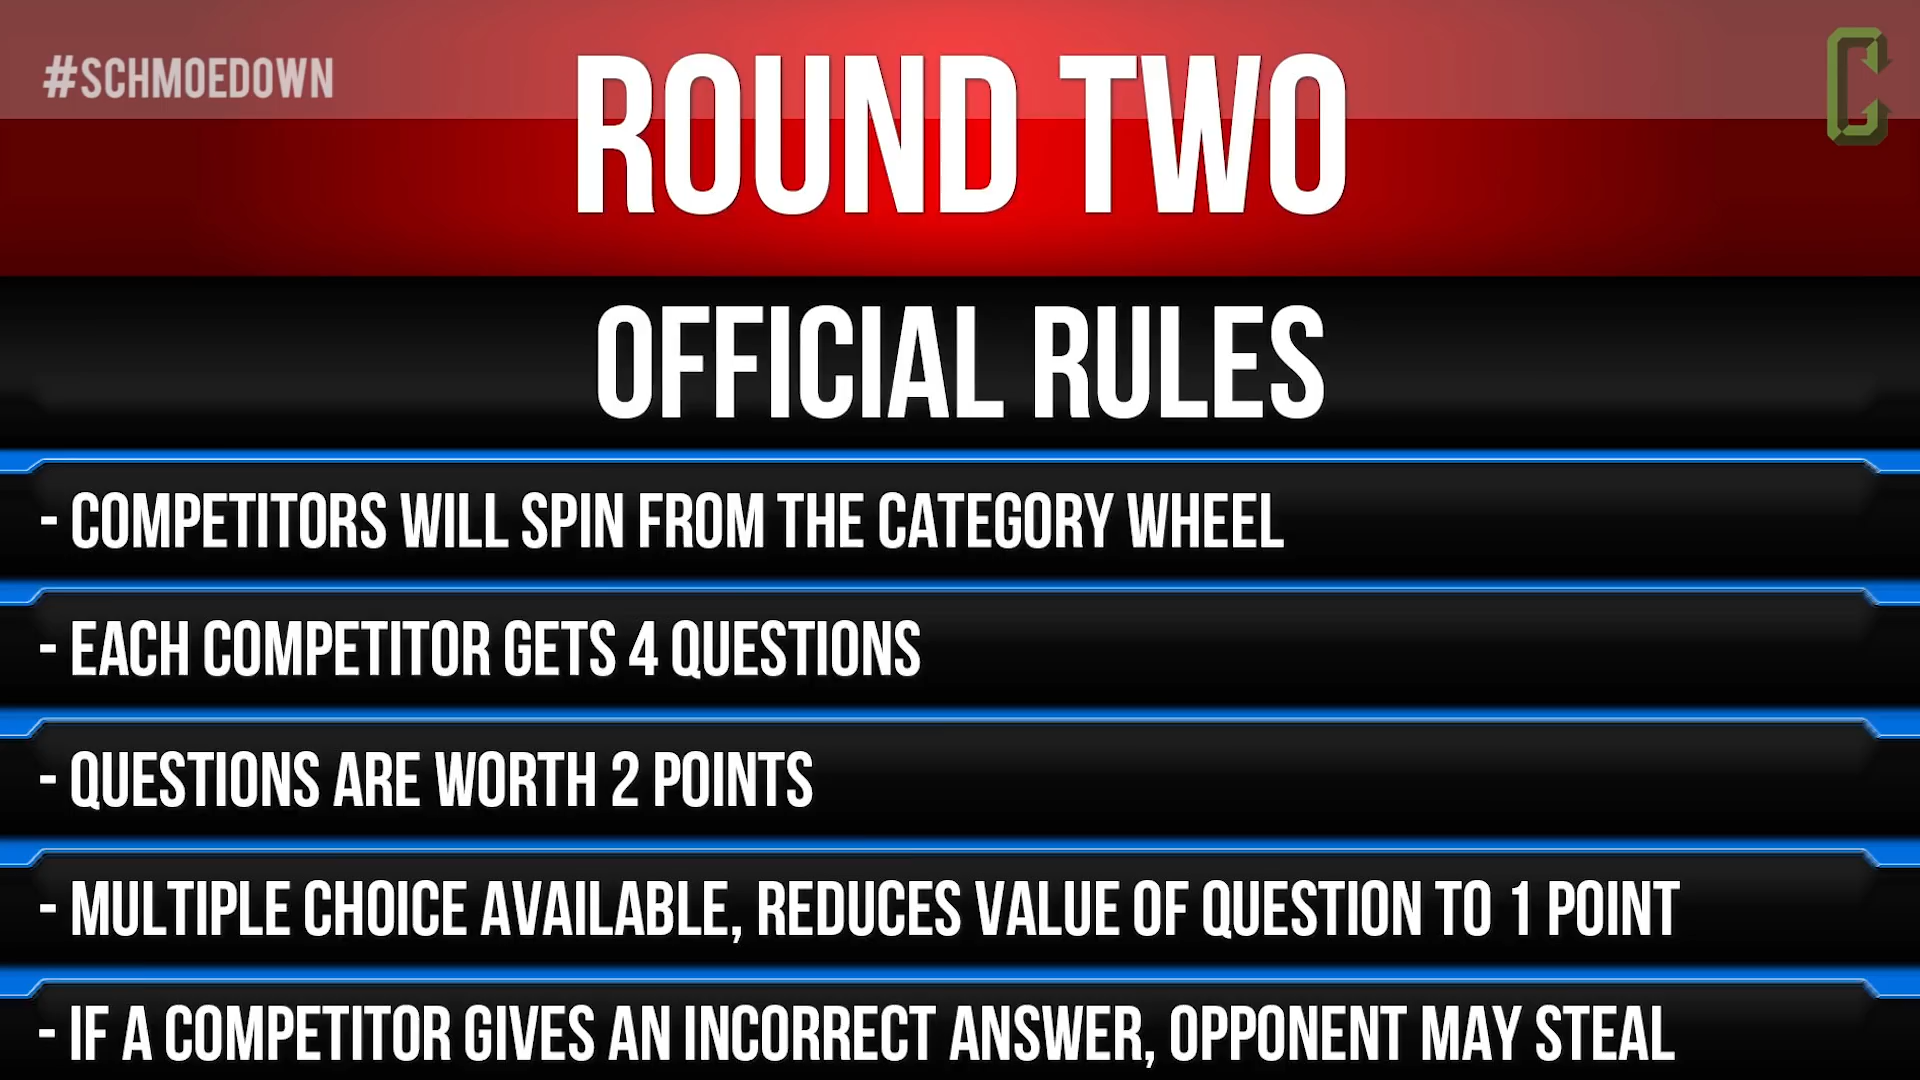 #SCHMOEDOWN
ROUND TWO
OFFICIAL RULES
- COMPETITORS WILL SPIN FROM THE CATEGORY WHEEL
- EACH COMPETITOR GETS 4 QUESTIONS
- QUESTIONS ARE WORTH 2 POINTS
- MULTIPLE CHOICE AVAILABLE, REDUCES VALUE OF QUESTION TO 1 POINT
- IF A COMPETITOR GIVES AN INCORRECT ANSWER, OPPONENT MAY STEAL